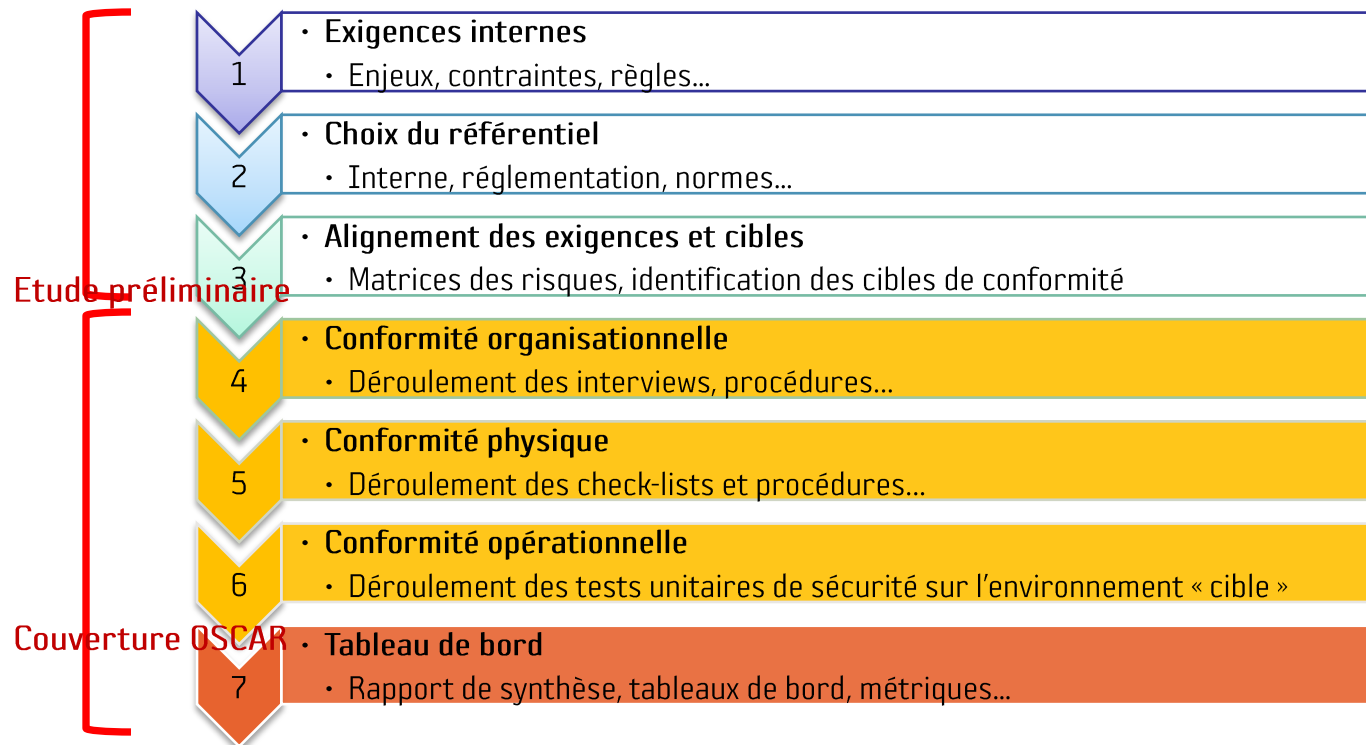 1
• Exigences internes
• Enjeux, contraintes, règles...
2
• Choix du référentiel
• Interne, réglementation, normes...
3
• Alignement des exigences et cibles
• Matrices des risques, identification des cibles de conformité
Etude préliminaire
4
• Conformité organisationnelle
• Déroulement des interviews, procédures...
5
• Conformité physique
• Déroulement des check-lists et procédures...
6
• Conformité opérationnelle
• Déroulement des tests unitaires de sécurité sur l’environnement « cible »
Couverture OSCAR
7
• Tableau de bord
• Rapport de synthèse, tableaux de bord, métriques...